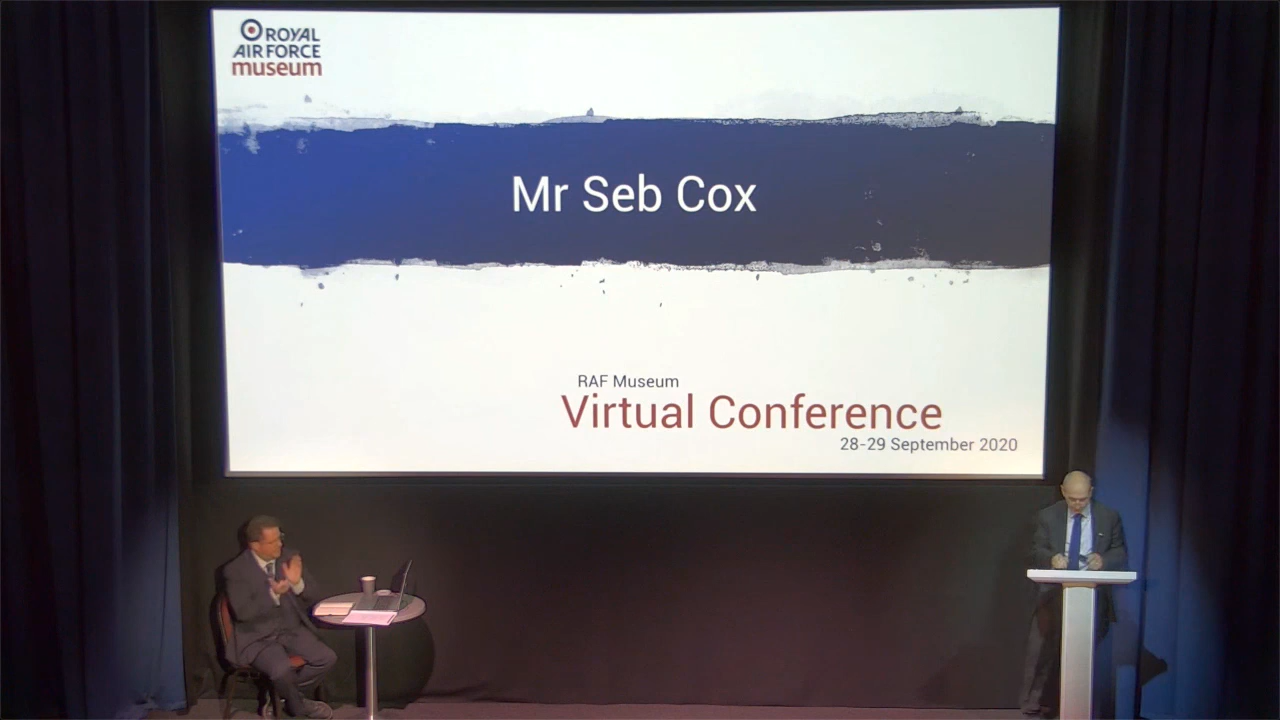 ROYAL
AIR FORCE
museum
Mr Seb Cox
RAF Museum
Virtual Conference
28-29 September 2020